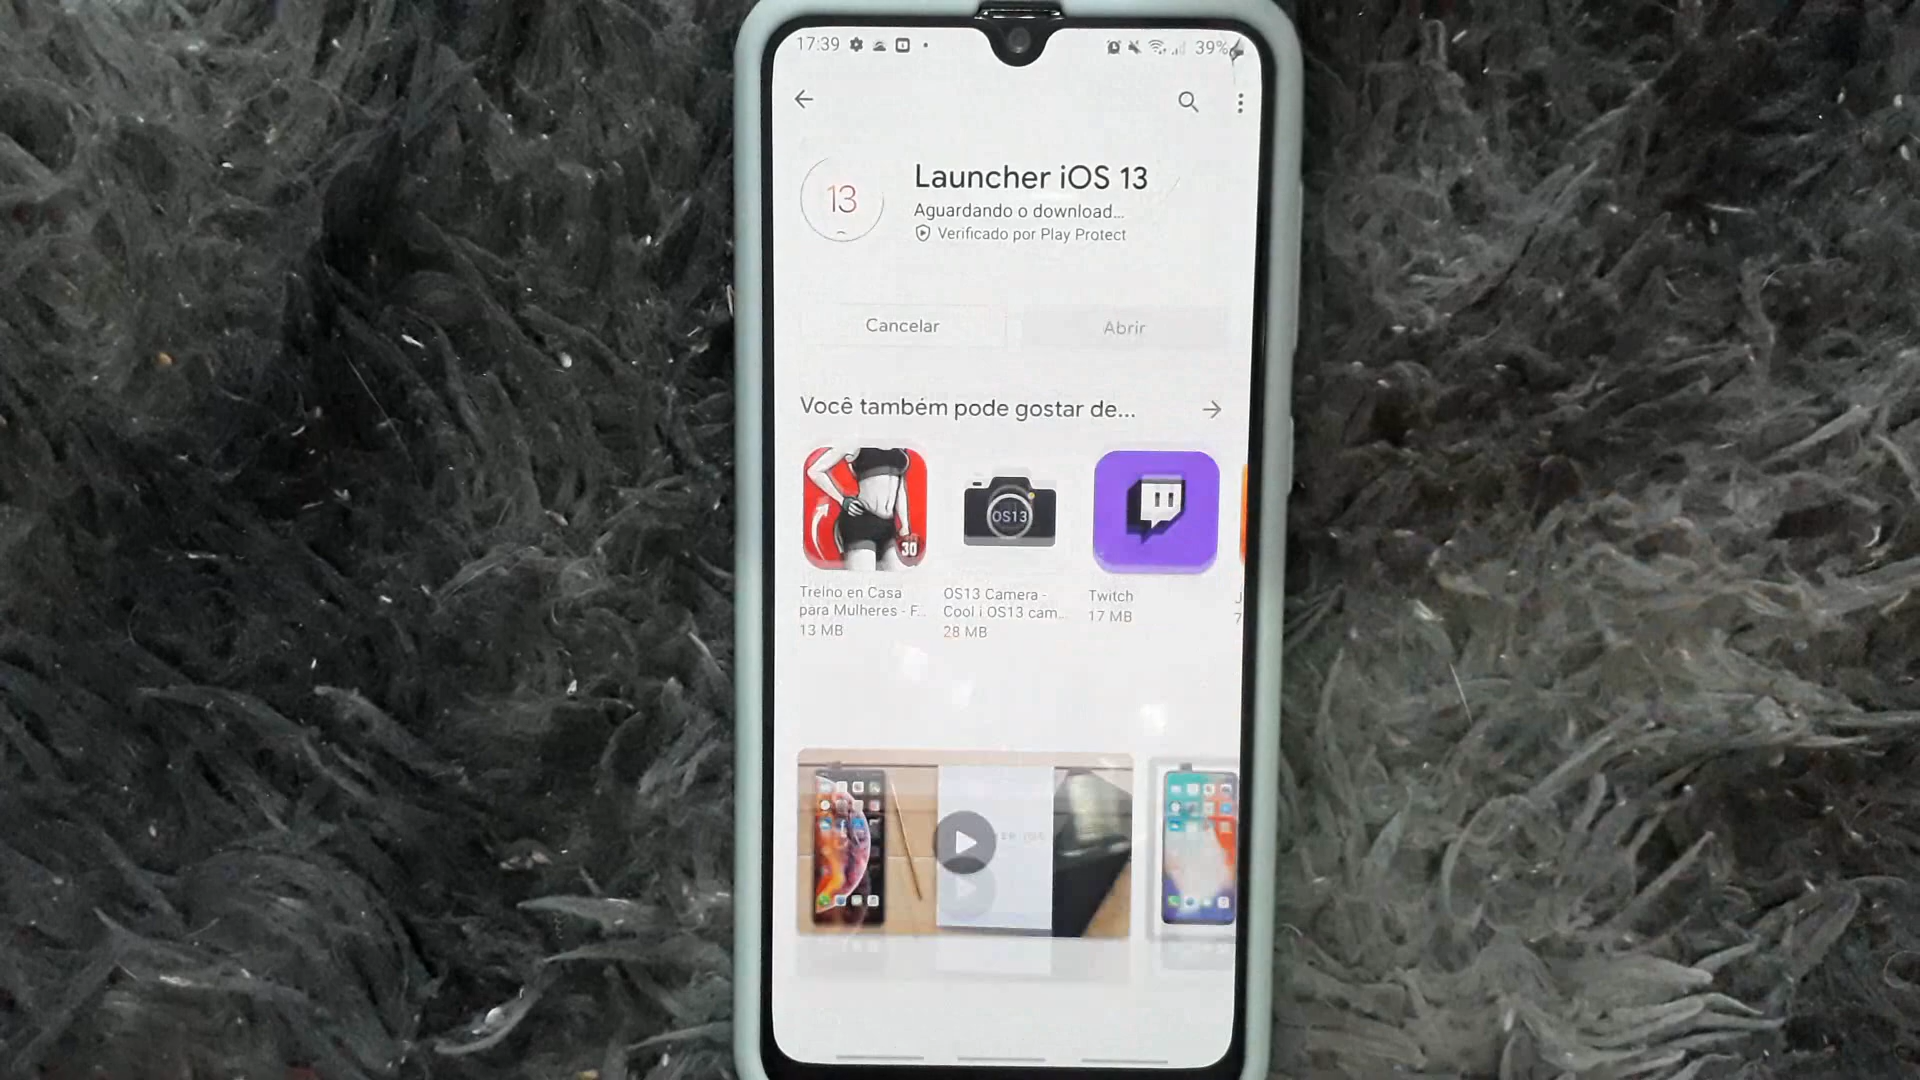 17:39
39%
13
Launcher iOS 13
Aguardando o download...
Verificado por Play Protect
Cancelar
Abrir
Você também pode gostar de...
30
OS13
Treino en Casa
para Mulheres - F...
13 MB
OS13 Camera -
Cool i OS13 cam...
28 MB
Twitch
17 MB
J
7